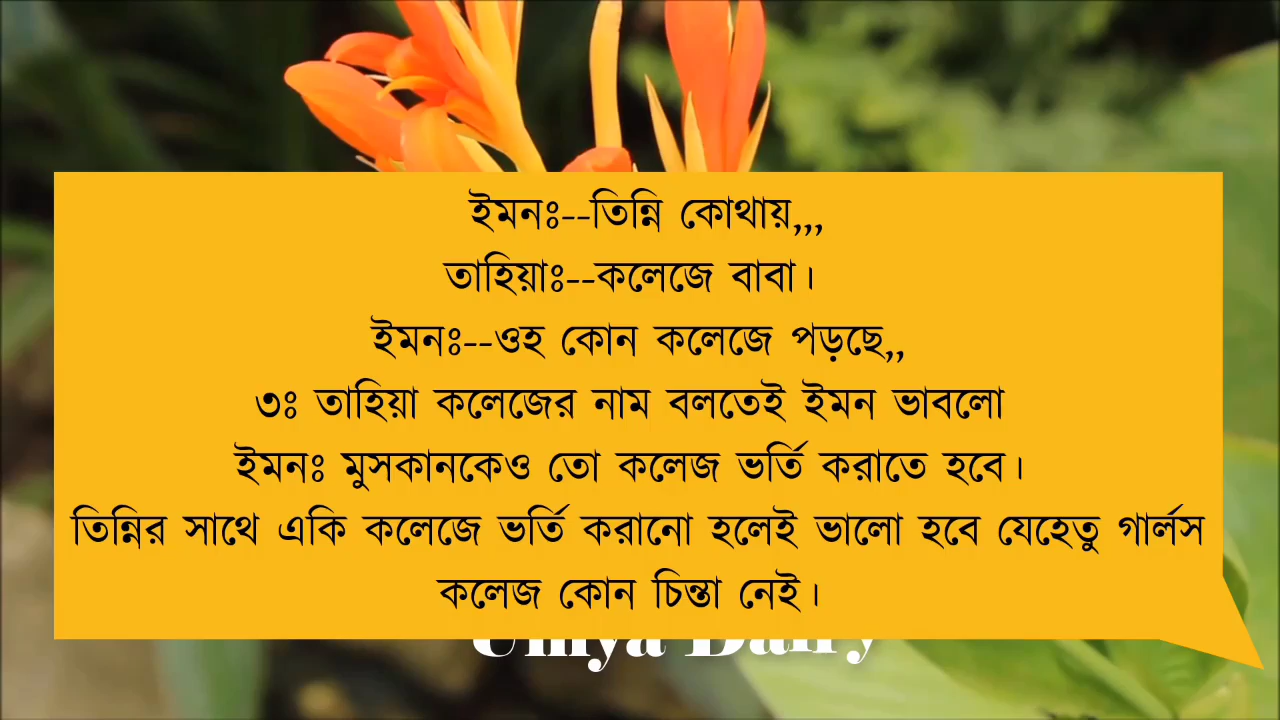 ইমনঃ--তিন্নি কোথায়,,,
তাহিয়াঃ--কলেজে বাবা।
ইমনঃ--ওহ কোন কলেজে পড়ছে,,
৩ঃ তাহিয়া কলেজের নাম বলতেই ইমন ভাবলো
ইমনঃ মুসকানকেও তো কলেজ ভর্তি করাতে হবে।
তিন্নির সাথে একি কলেজে ভর্তি করানো হলেই ভালো হবে যেহেতু গার্লস
কলেজ কোন চিন্তা নেই।